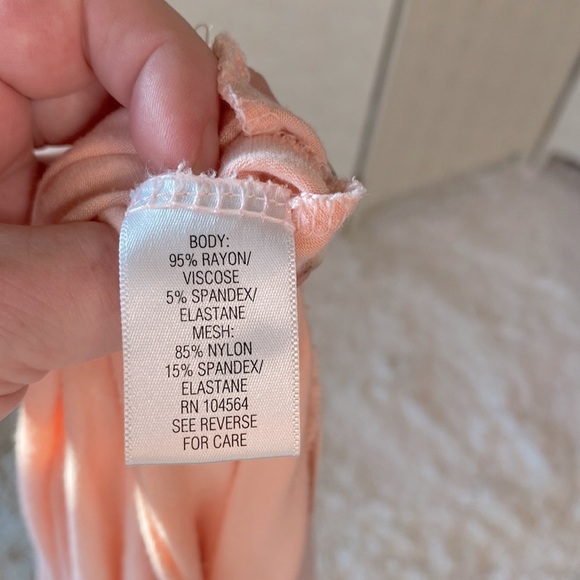 BODY:
95% RAYON/
VISCOSE
5% SPANDEX/
ELASTANE
MESH:
85% NYLON
15% SPANDEX/
ELASTANE
RN 104564
SEE REVERSE
FOR CARE